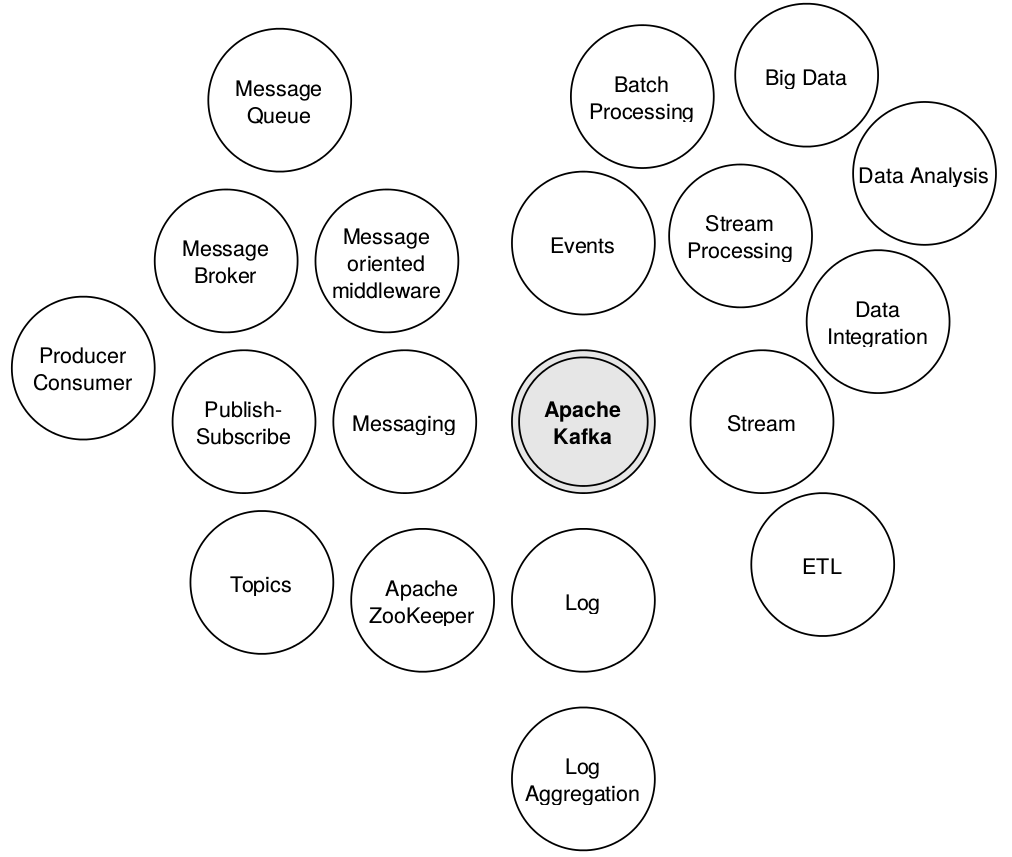 Message
Queue
Batch
Processing
Big Data
Data Analysis
Message
Broker
Message
oriented
middleware
Events
Stream
Processing
Data
Integration
Producer
Consumer
Publish-
Subscribe
Messaging
Apache
Kafka
Stream
Topics
Apache
ZooKeeper
Log
ETL
Log
Aggregation